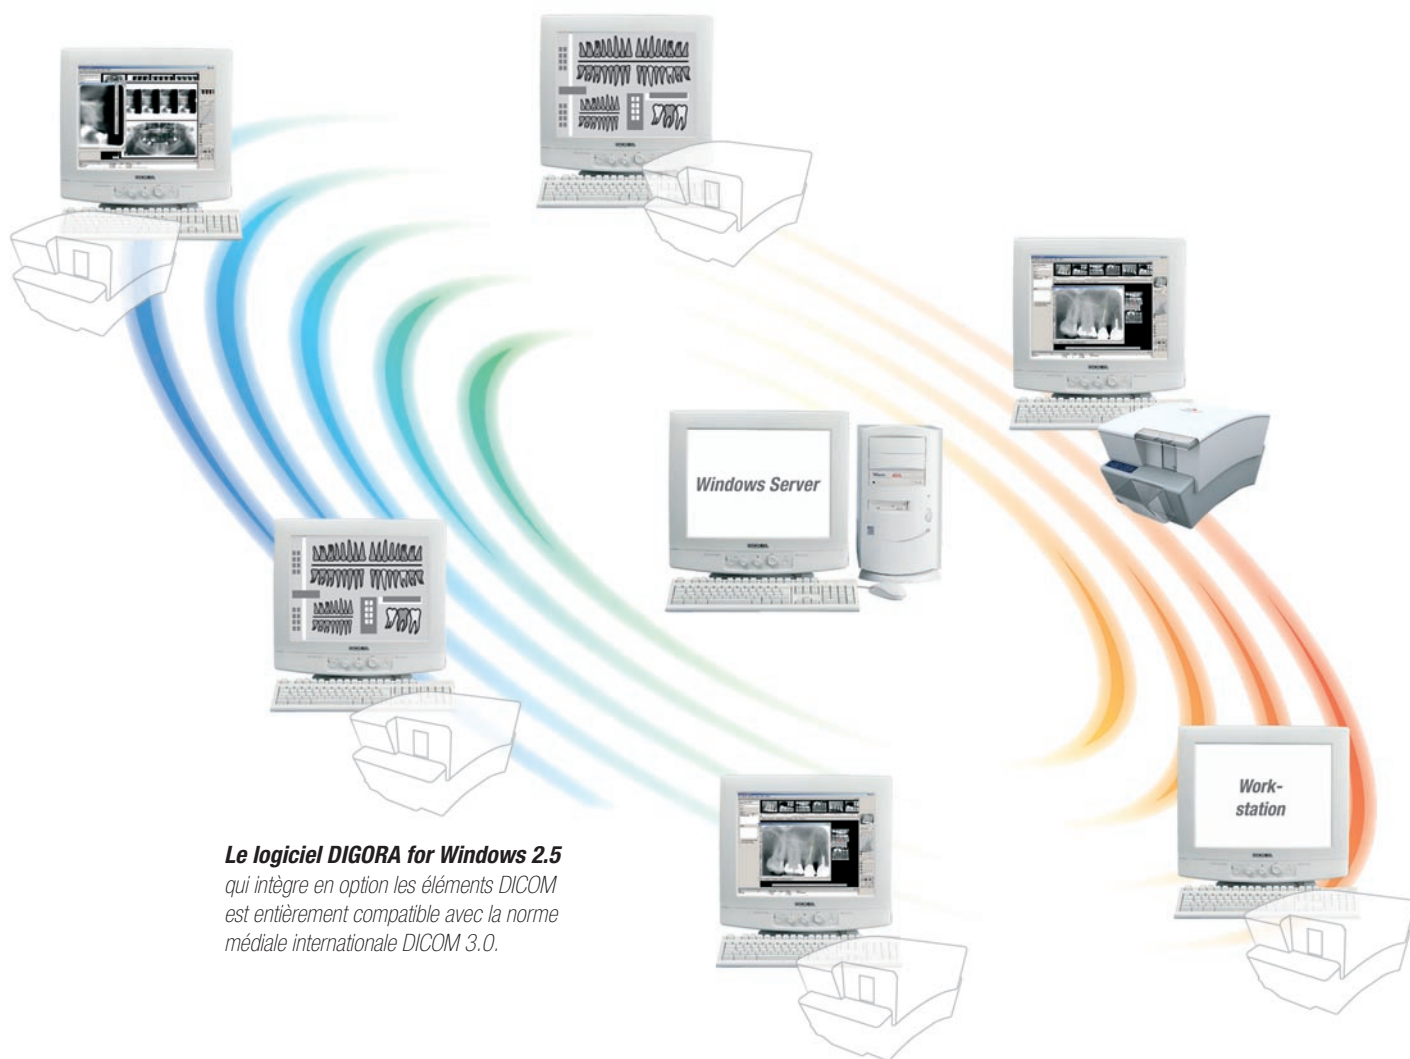 Windows Server
Work-
station
Le logiciel DIGORA for Windows 2.5
qui intègre en option les éléments DICOM
est entièrement compatible avec la norme
médiale internationale DICOM 3.0.